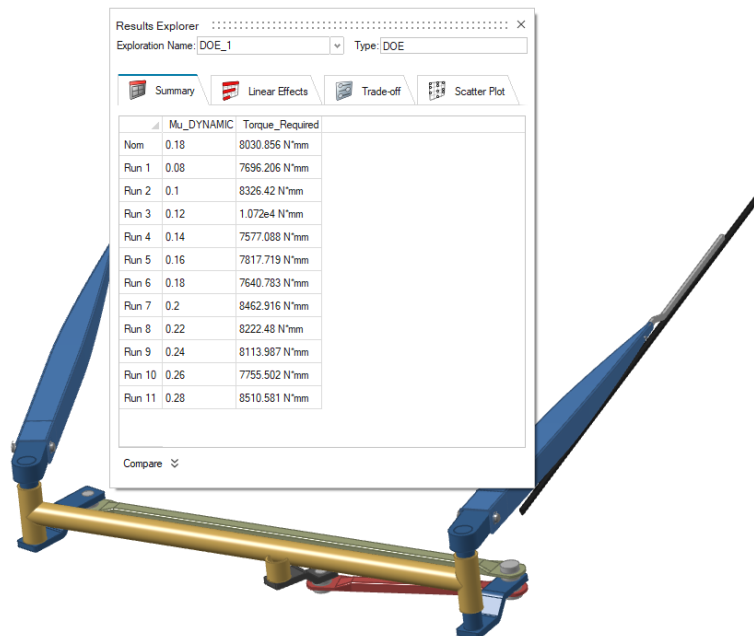 Results Explorer
Exploration Name: DOE_1 Type: DOE
Summary Linear Effects Trade-off Scatter Plot
Mu_DYNAMIC Torque_Required
Nom 0.18 8030.856 N*mm
Run 1 0.08 7696.206 N*mm
Run 2 0.1 8326.42 N*mm
Run 3 0.12 1.072e4 N*mm
Run 4 0.14 7577.088 N*mm
Run 5 0.16 7817.719 N*mm
Run 6 0.18 7640.783 N*mm
Run 7 0.2 8462.916 N*mm
Run 8 0.22 8222.48 N*mm
Run 9 0.24 8113.987 N*mm
Run 10 0.26 7755.502 N*mm
Run 11 0.28 8510.581 N*mm
Compare